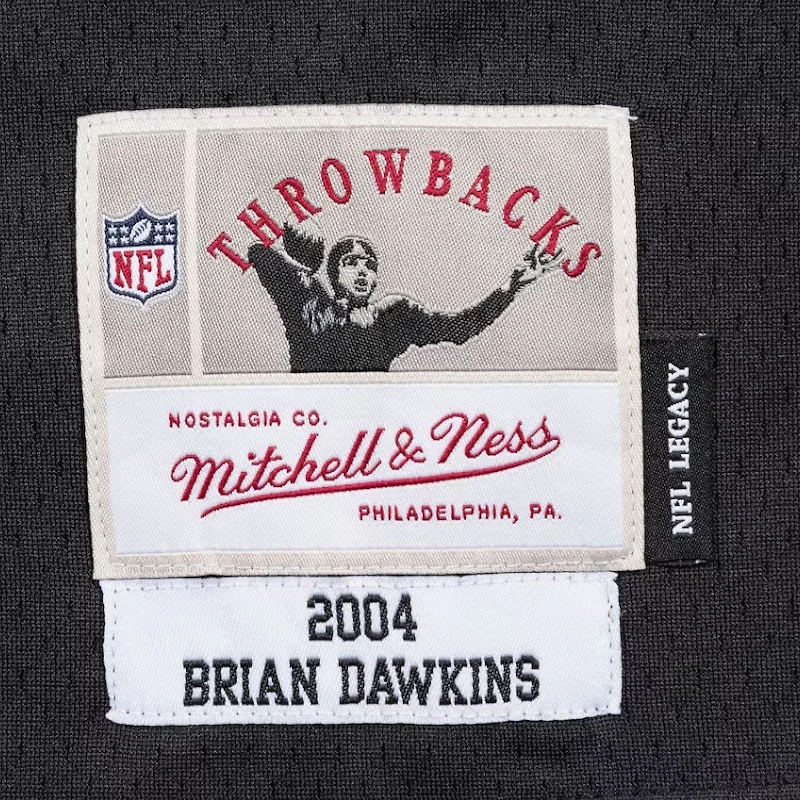 THROWBACKS
NFL
NOSTALGIA CO.
Mitchell & Ness
PHILADELPHIA, PA.
NFL LEGACY
2004
BRIAN DAWKINS